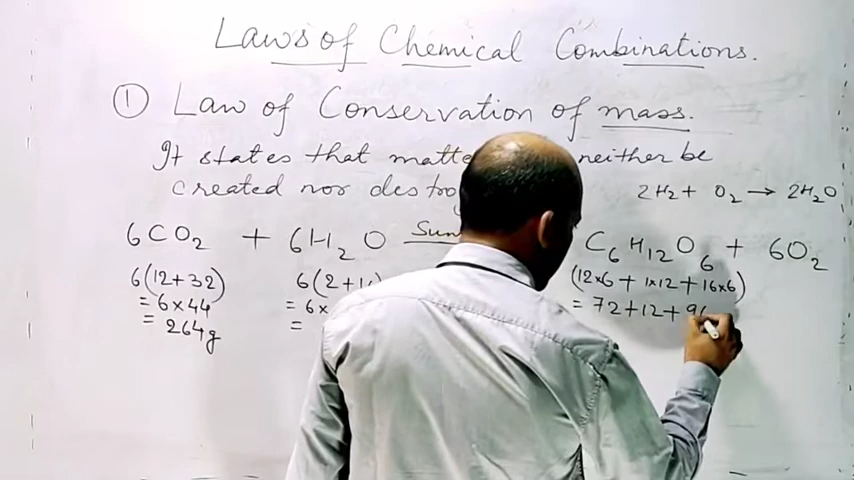 Laws of Chemical Combinations.
① Law of Conservation of mass.
It states that matte neither be
created nor destro
2H₂ + O₂ → 2H₂O
6CO₂ + 6H₂O Sun C₆H₁₂O₆ + 6O₂
6(12+32) 6(2+1 (12×6 + 1×12 + 16×6)
= 6×44 = 6× = 72+12+9
= 264g =